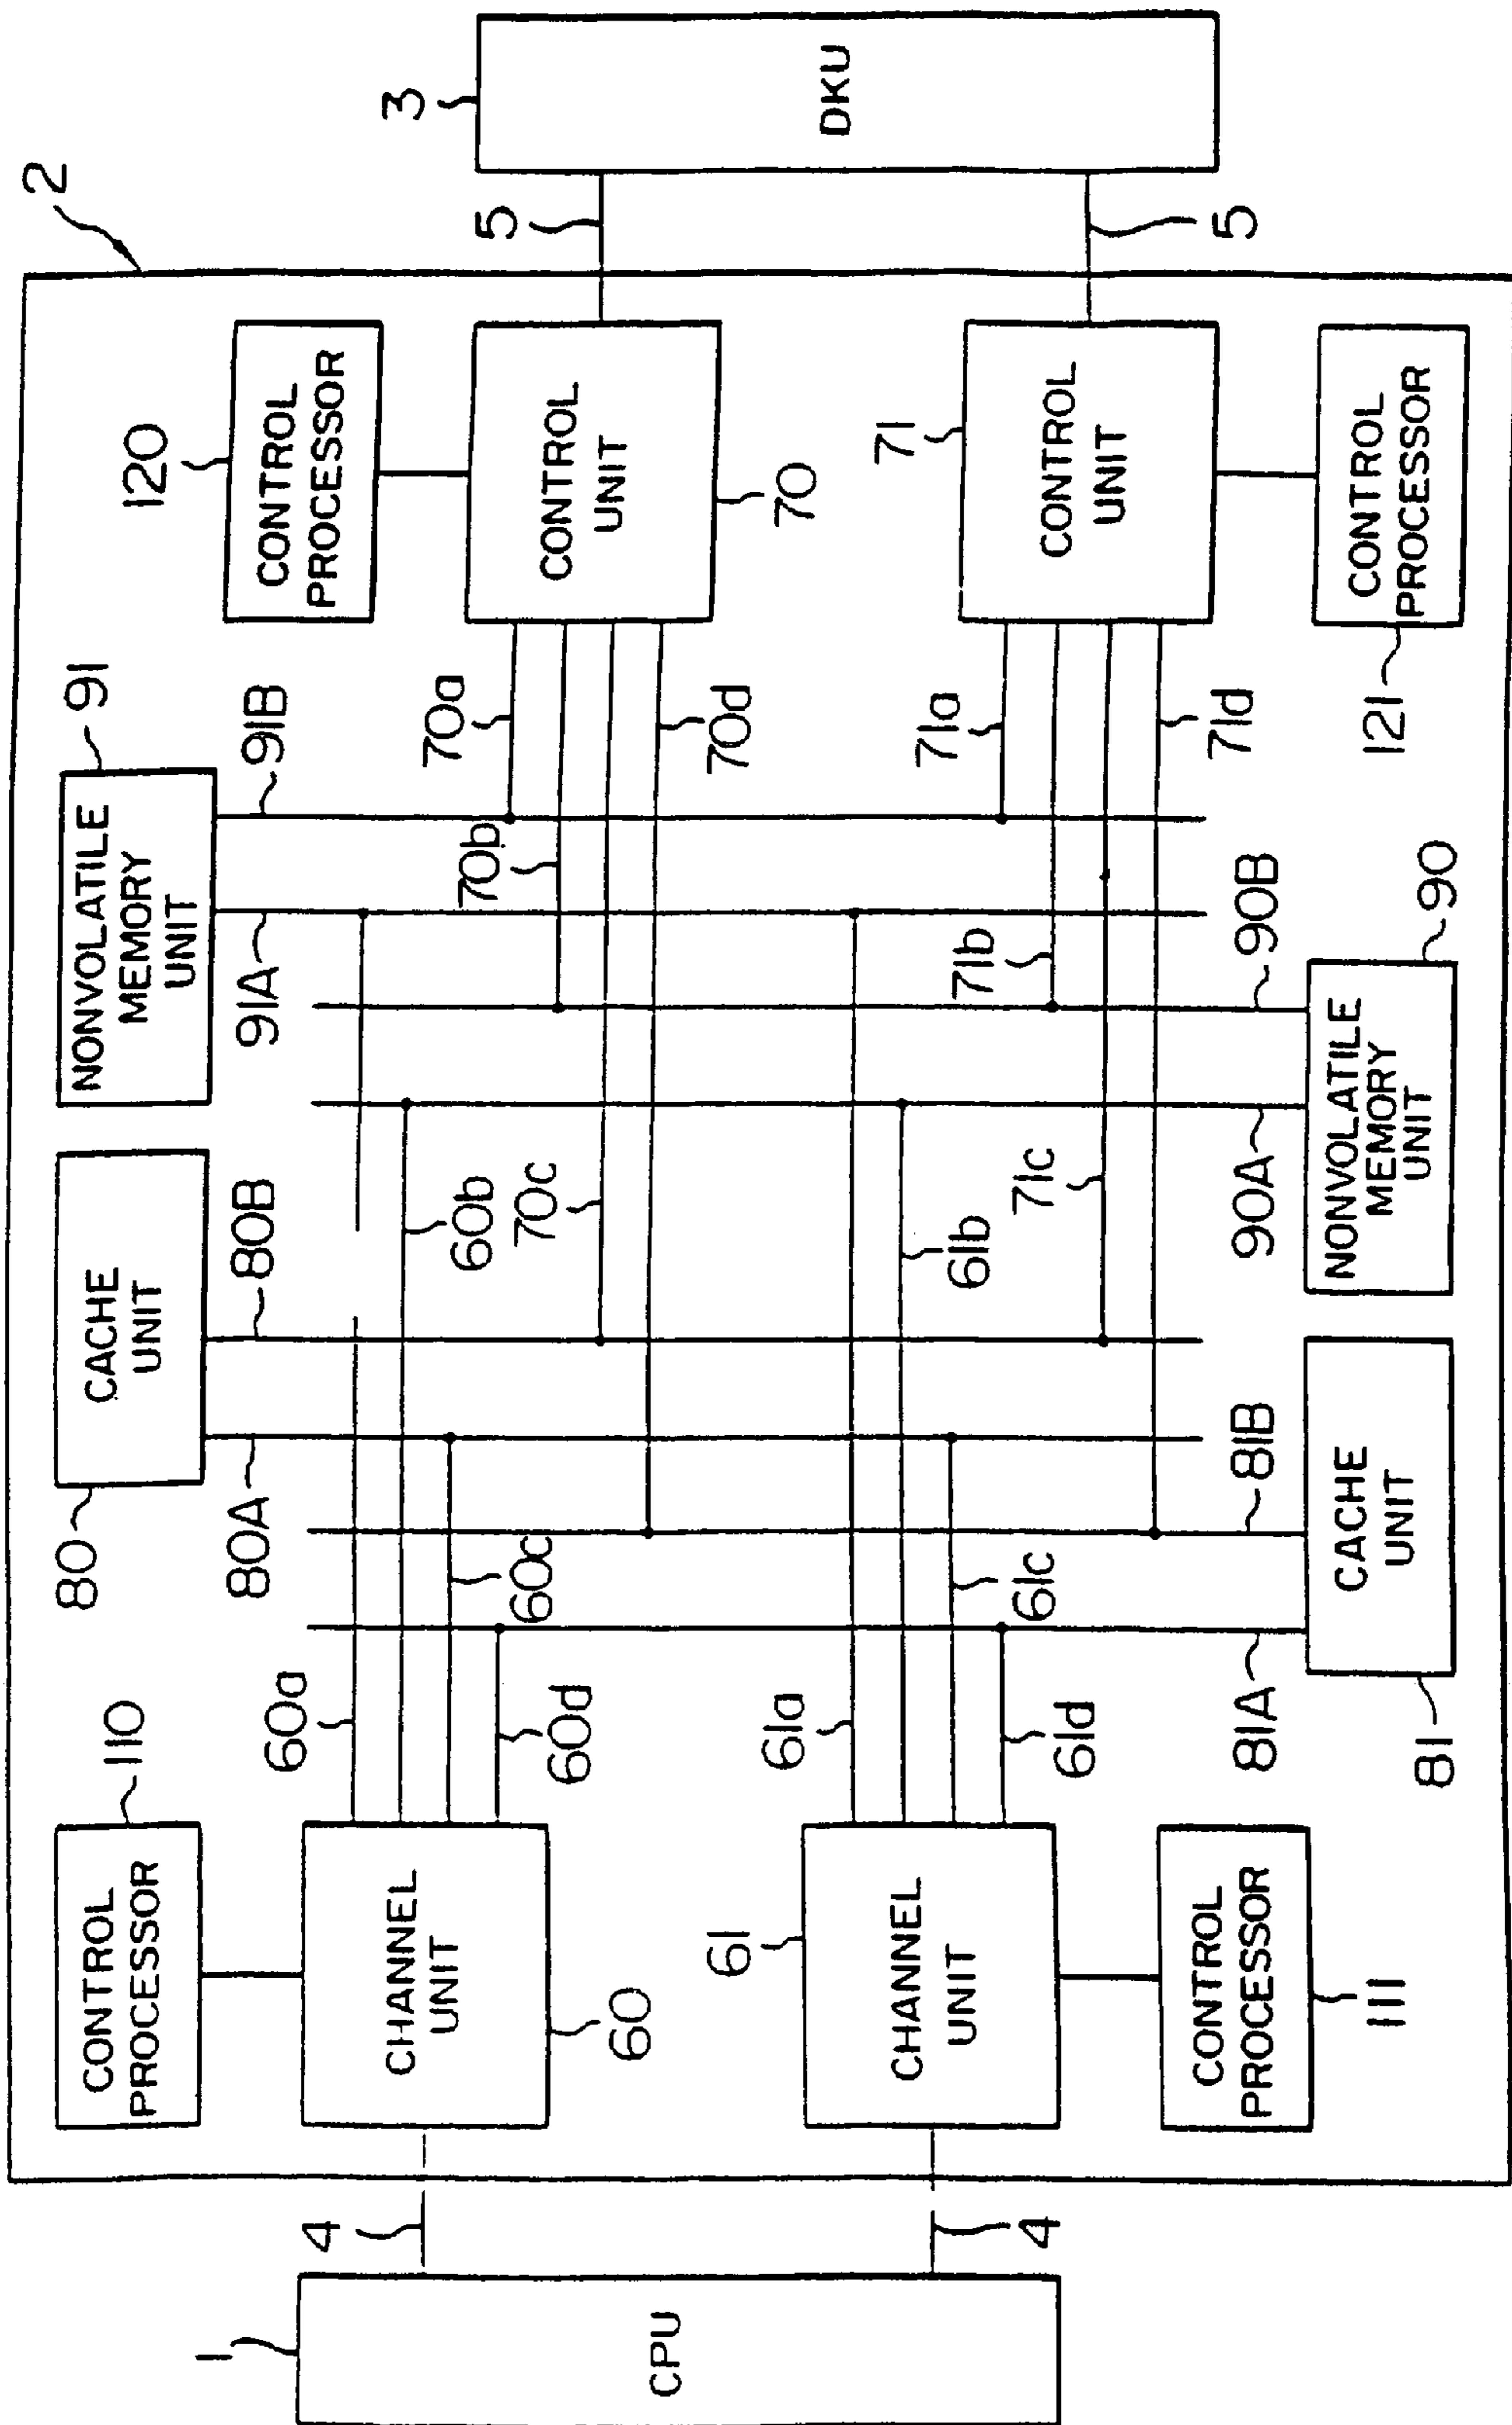 2
1
CPU
4
4
CONTROL
PROCESSOR
110
CHANNEL
UNIT
60
61
CHANNEL
UNIT
CONTROL
PROCESSOR
111
60a
60b
60c
60d
61a
61b
61c
61d
80
CACHE
UNIT
80A
80B
81
CACHE
UNIT
81A
81B
91
NONVOLATILE
MEMORY
UNIT
91A
91B
90
NONVOLATILE
MEMORY
UNIT
90A
90B
70a
70b
70c
70d
71a
71b
71c
71d
120
CONTROL
PROCESSOR
CONTROL
UNIT
70
71
CONTROL
UNIT
121
CONTROL
PROCESSOR
5
5
3
DKU